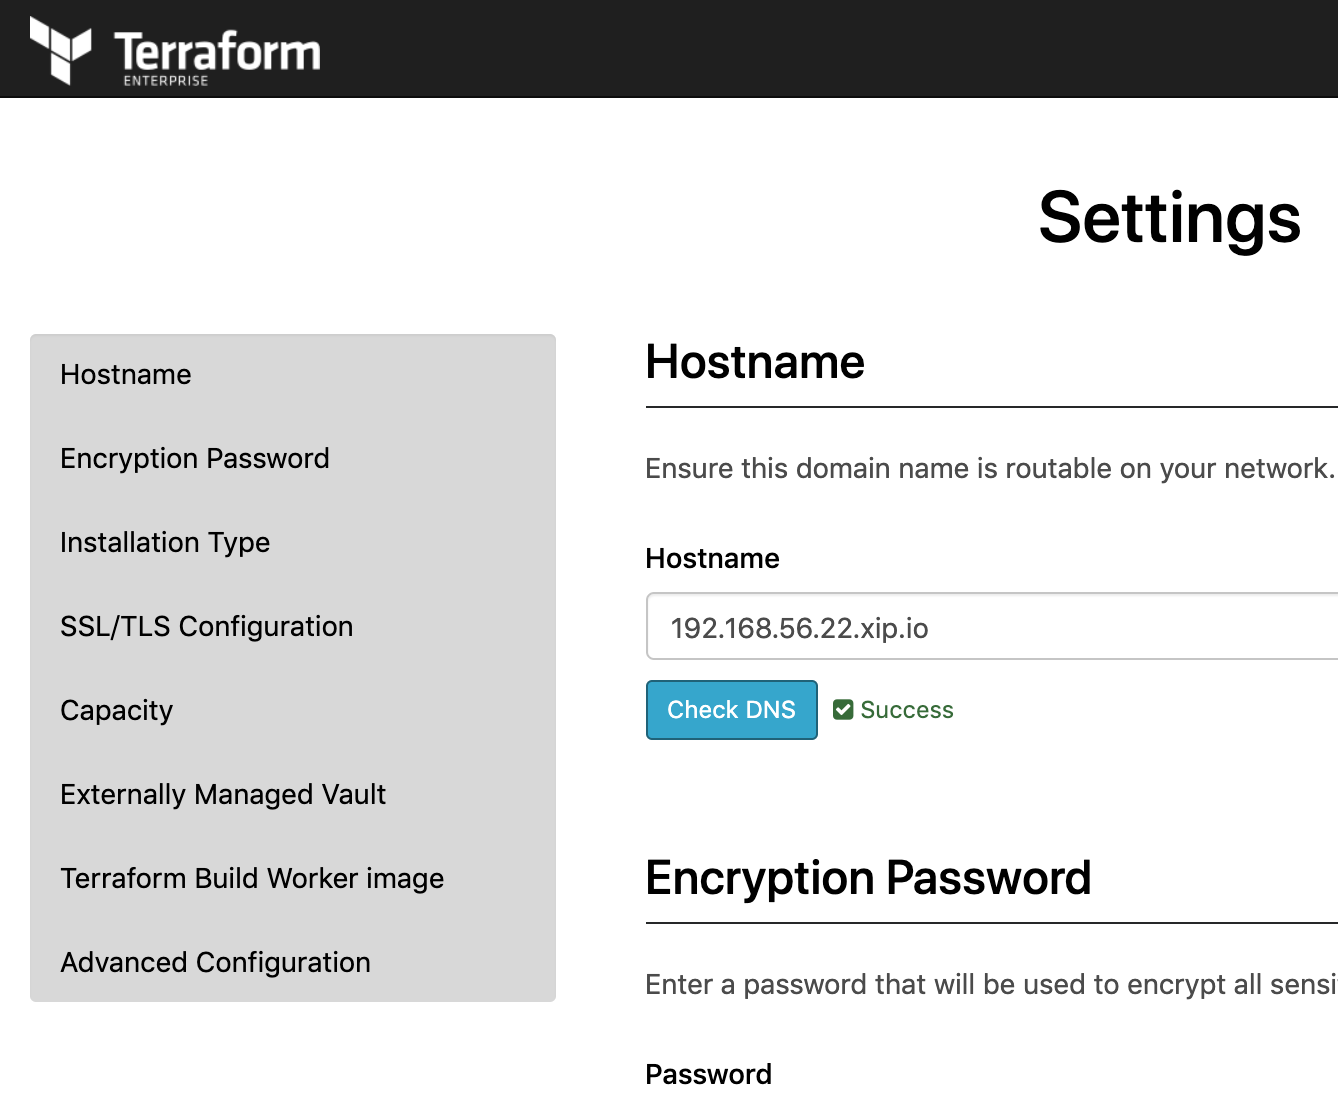 Terraform
ENTERPRISE
Settings
Hostname
Encryption Password
Installation Type
SSL/TLS Configuration
Capacity
Externally Managed Vault
Terraform Build Worker image
Advanced Configuration
Hostname
Ensure this domain name is routable on your network.
Hostname
192.168.56.22.xip.io
Check DNS
Success
Encryption Password
Enter a password that will be used to encrypt all sensi
Password